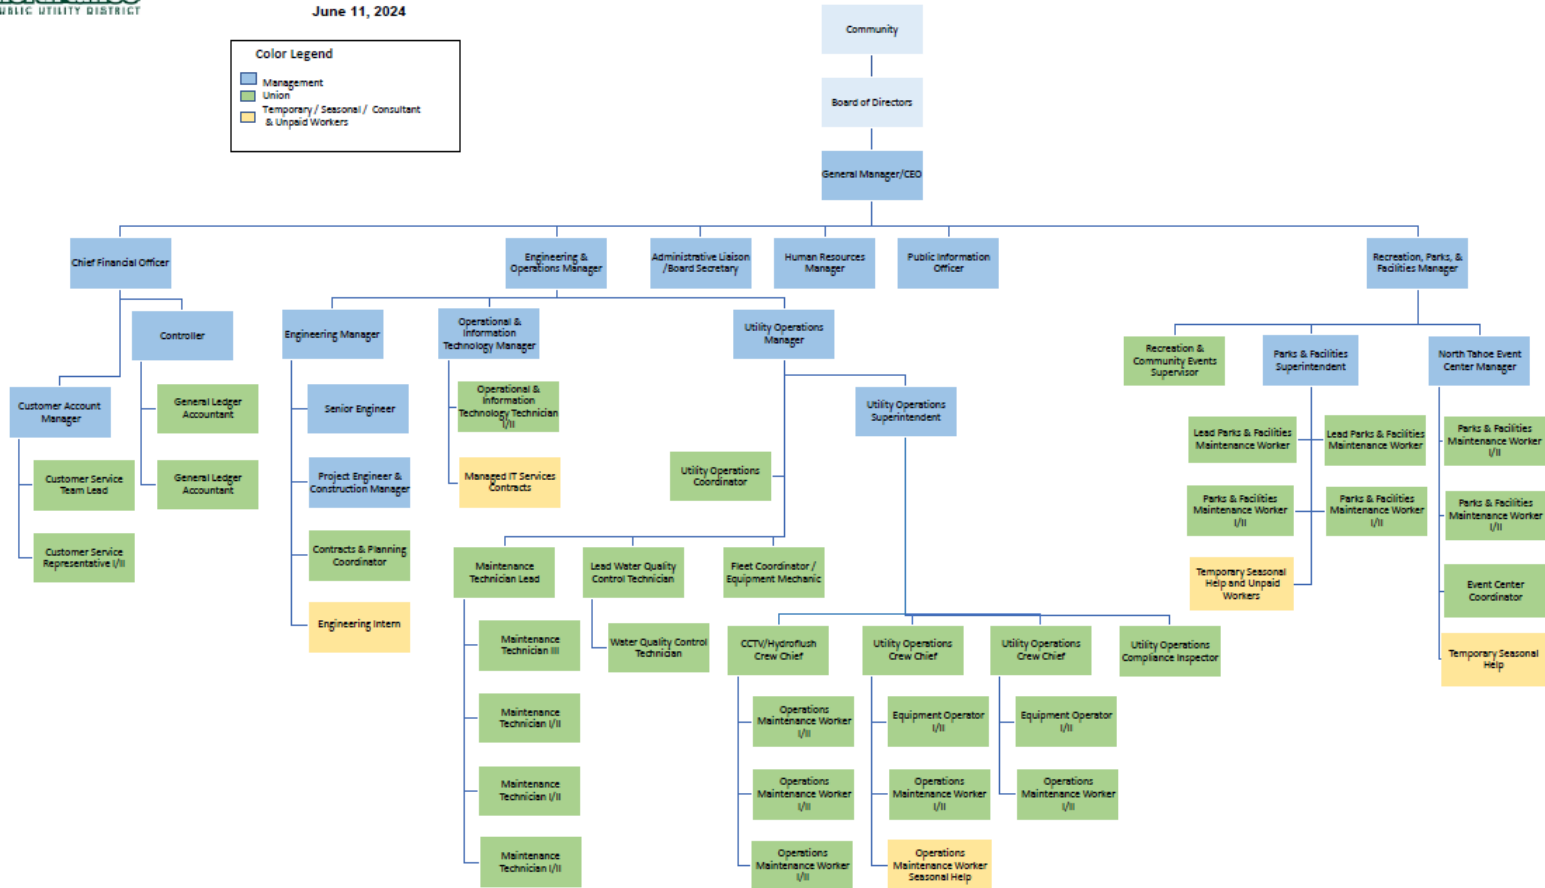 PUBLIC UTILITY DISTRICT
June 11, 2024
Color Legend
Management
Union
Temporary / Seasonal / Consultant
& Unpaid Workers
Community
Board of Directors
General Manager/CEO
Chief Financial Officer
Engineering &
Operations Manager
Administrative Liaison
/Board Secretary
Human Resources
Manager
Public Information
Officer
Recreation, Parks, &
Facilities Manager
Controller
Engineering Manager
Operational &
Information
Technology Manager
Utility Operations
Manager
Recreation &
Community Events
Supervisor
Parks & Facilities
Superintendent
North Tahoe Event
Center Manager
Customer Account
Manager
General Ledger
Accountant
Senior Engineer
Operational &
Information
Technology Technician
I/II
Utility Operations
Superintendent
Customer Service
Team Lead
General Ledger
Accountant
Project Engineer &
Construction Manager
Managed IT Services
Contracts
Utility Operations
Coordinator
Lead Parks & Facilities
Maintenance Worker
Lead Parks & Facilities
Maintenance Worker
Parks & Facilities
Maintenance Worker
I/II
Parks & Facilities
Maintenance Worker
I/II
Parks & Facilities
Maintenance Worker
I/II
Parks & Facilities
Maintenance Worker
I/II
Customer Service
Representative I/II
Contracts & Planning
Coordinator
Maintenance
Technician Lead
Lead Water Quality
Control Technician
Fleet Coordinator /
Equipment Mechanic
Temporary Seasonal
Help and Unpaid
Workers
Event Center
Coordinator
Engineering Intern
Maintenance
Technician III
Water Quality Control
Technician
CCTV/Hydroflush
Crew Chief
Utility Operations
Crew Chief
Utility Operations
Crew Chief
Utility Operations
Compliance Inspector
Temporary Seasonal
Help
Maintenance
Technician I/II
Operations
Maintenance Worker
I/II
Equipment Operator
I/II
Equipment Operator
I/II
Maintenance
Technician I/II
Operations
Maintenance Worker
I/II
Operations
Maintenance Worker
I/II
Operations
Maintenance Worker
I/II
Maintenance
Technician I/II
Operations
Maintenance Worker
I/II
Operations
Maintenance Worker
Seasonal Help